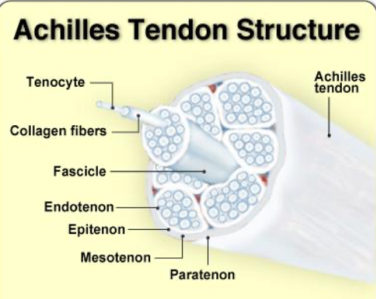 Achilles Tendon Structure
Tenocyte
Achilles
tendon
Collagen fibers
Fascicle
Endotenon
Epitenon
Mesotenon
Paratenon